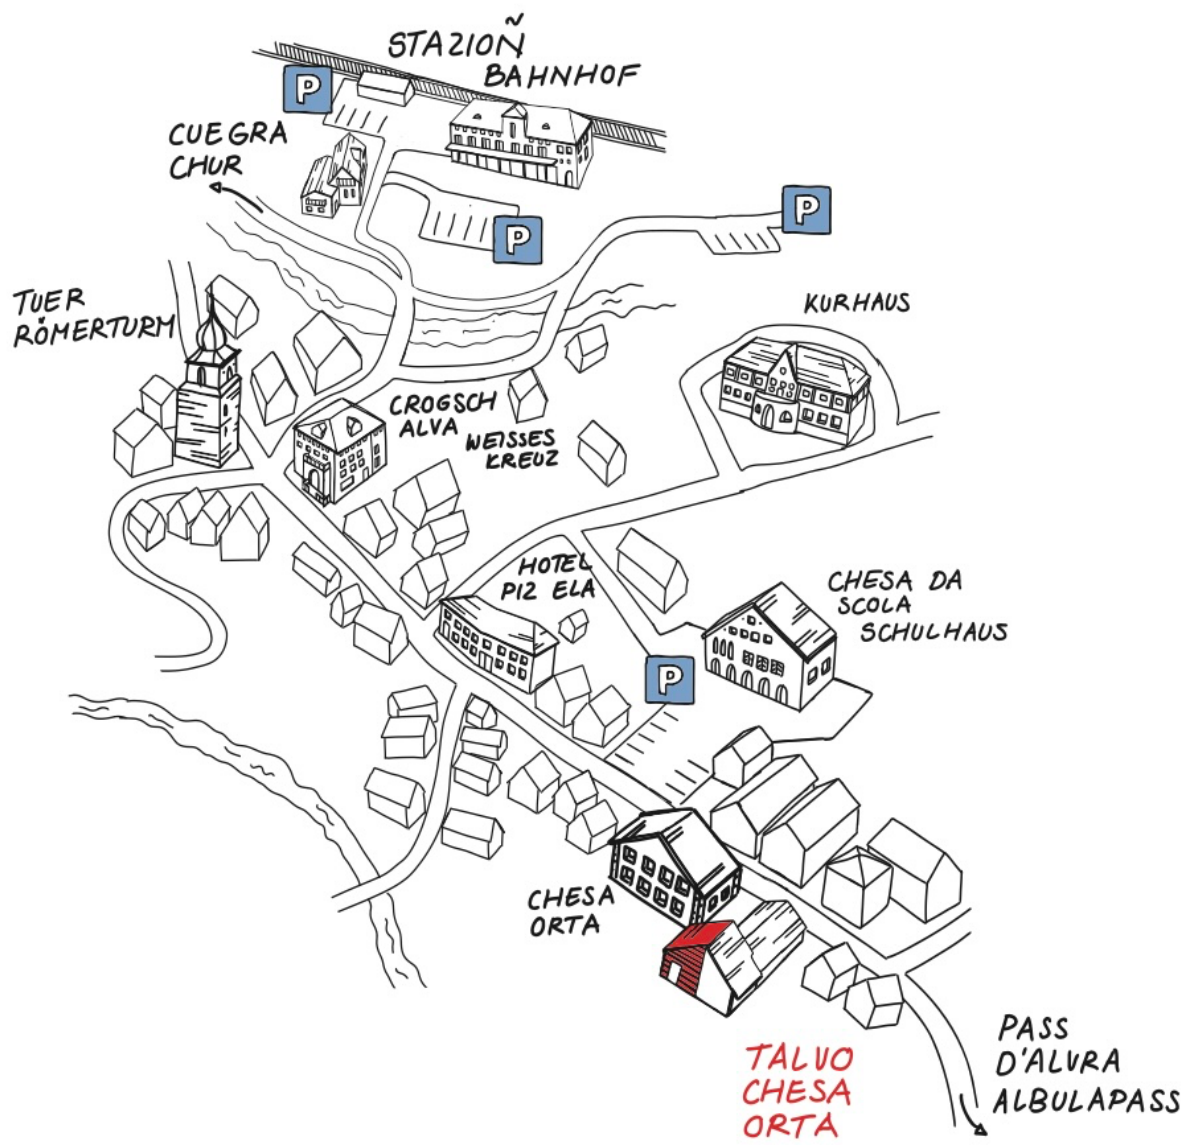 STAZIOÑ
BAHNHOF
P
CUEGRA
CHUR
P
P
TUER
RÖMERTURM
KURHAUS
CROGSCH
ALVA
WEISSES
KREUZ
HOTEL
PIZ ELA
CHESA DA
SCOLA
SCHULHAUS
P
CHESA
ORTA
TALVO
CHESA
ORTA
PASS
D'ALVRA
ALBULAPASS